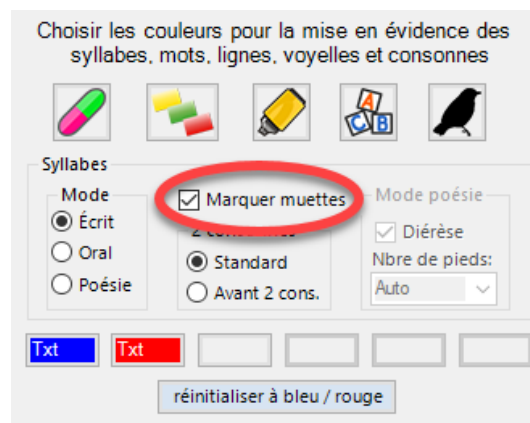 Choisir les couleurs pour la mise en évidence des
syllabes, mots, lignes, voyelles et consonnes
A
C B
Syllabes
Mode
Écrit
Oral
Poésie
Marquer muettes
2 consonnes
Standard
Avant 2 cons.
Mode poésie
Diérèse
Nbre de pieds:
Auto
Txt Txt
réinitialiser à bleu / rouge